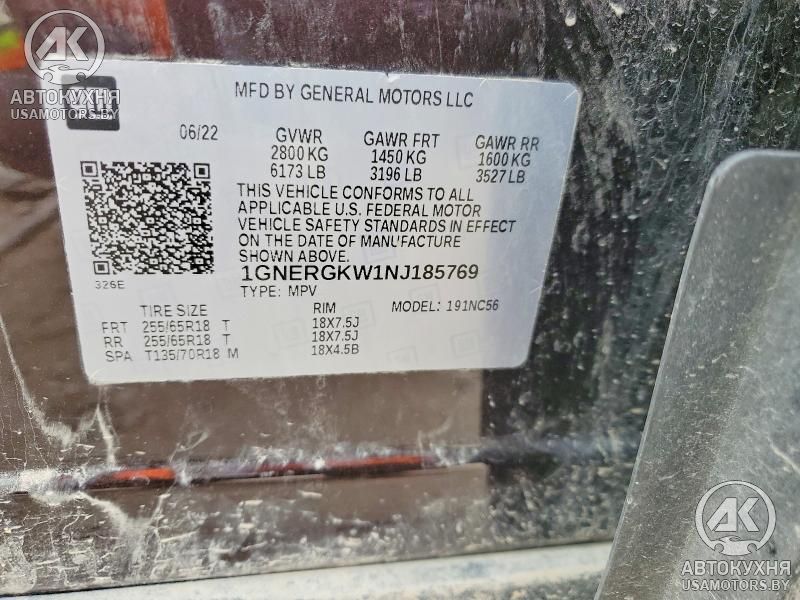 АК
АВТОКУХНЯ
USAMOTORS.BY
GM
MFD BY GENERAL MOTORS LLC
06/22 GVWR GAWR FRT GAWR RR
2800 KG 1450 KG 1600 KG
6173 LB 3196 LB 3527 LB
THIS VEHICLE CONFORMS TO ALL
APPLICABLE U.S. FEDERAL MOTOR
VEHICLE SAFETY STANDARDS IN EFFECT
ON THE DATE OF MANUFACTURE
SHOWN ABOVE.
1GNERGKW1NJ185769
326E
TYPE: MPV MODEL: 191NC56
TIRE SIZE RIM
FRT 255/65R18 T 18X7.5J
RR 255/65R18 T 18X7.5J
SPA T135/70R18 M 18X4.5B
АК
АВТОКУХНЯ
USAMOTORS.BY